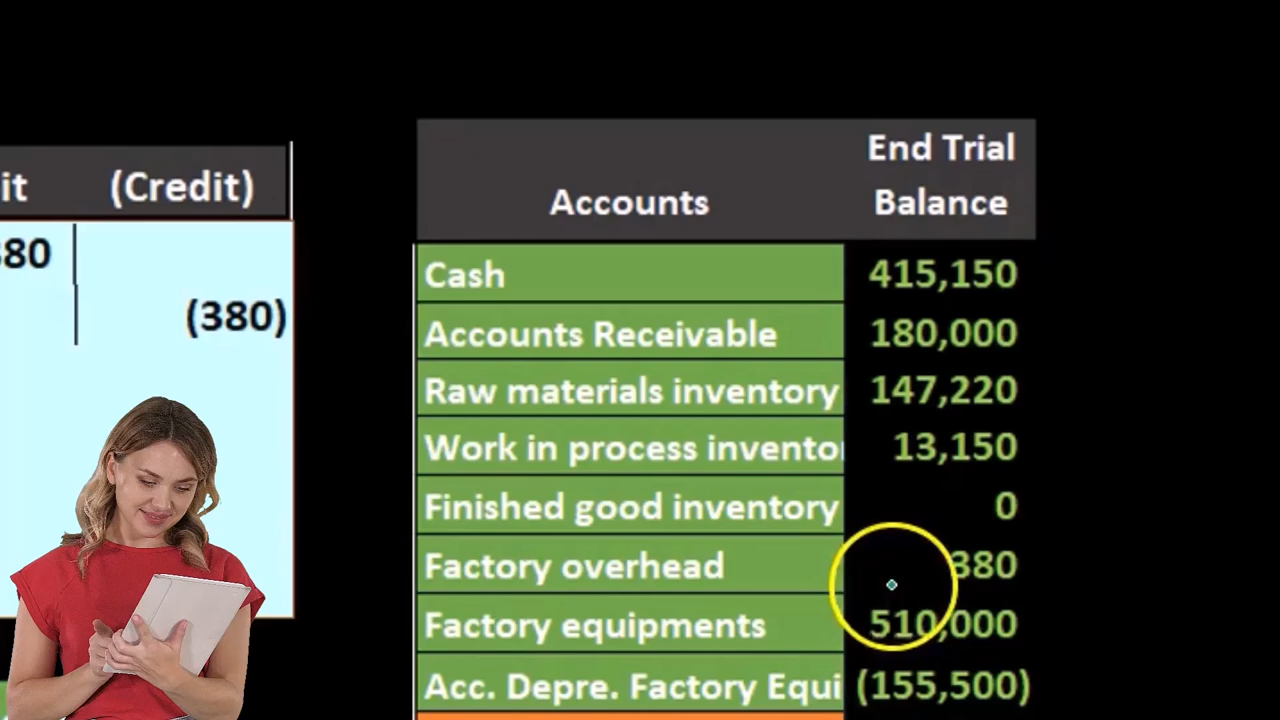 it (Credit)
380
(380)
End Trial
Accounts Balance
Cash 415,150
Accounts Receivable 180,000
Raw materials inventory 147,220
Work in process invento 13,150
Finished good inventory 0
Factory overhead 380
Factory equipments 510,000
Acc. Depre. Factory Equi (155,500)